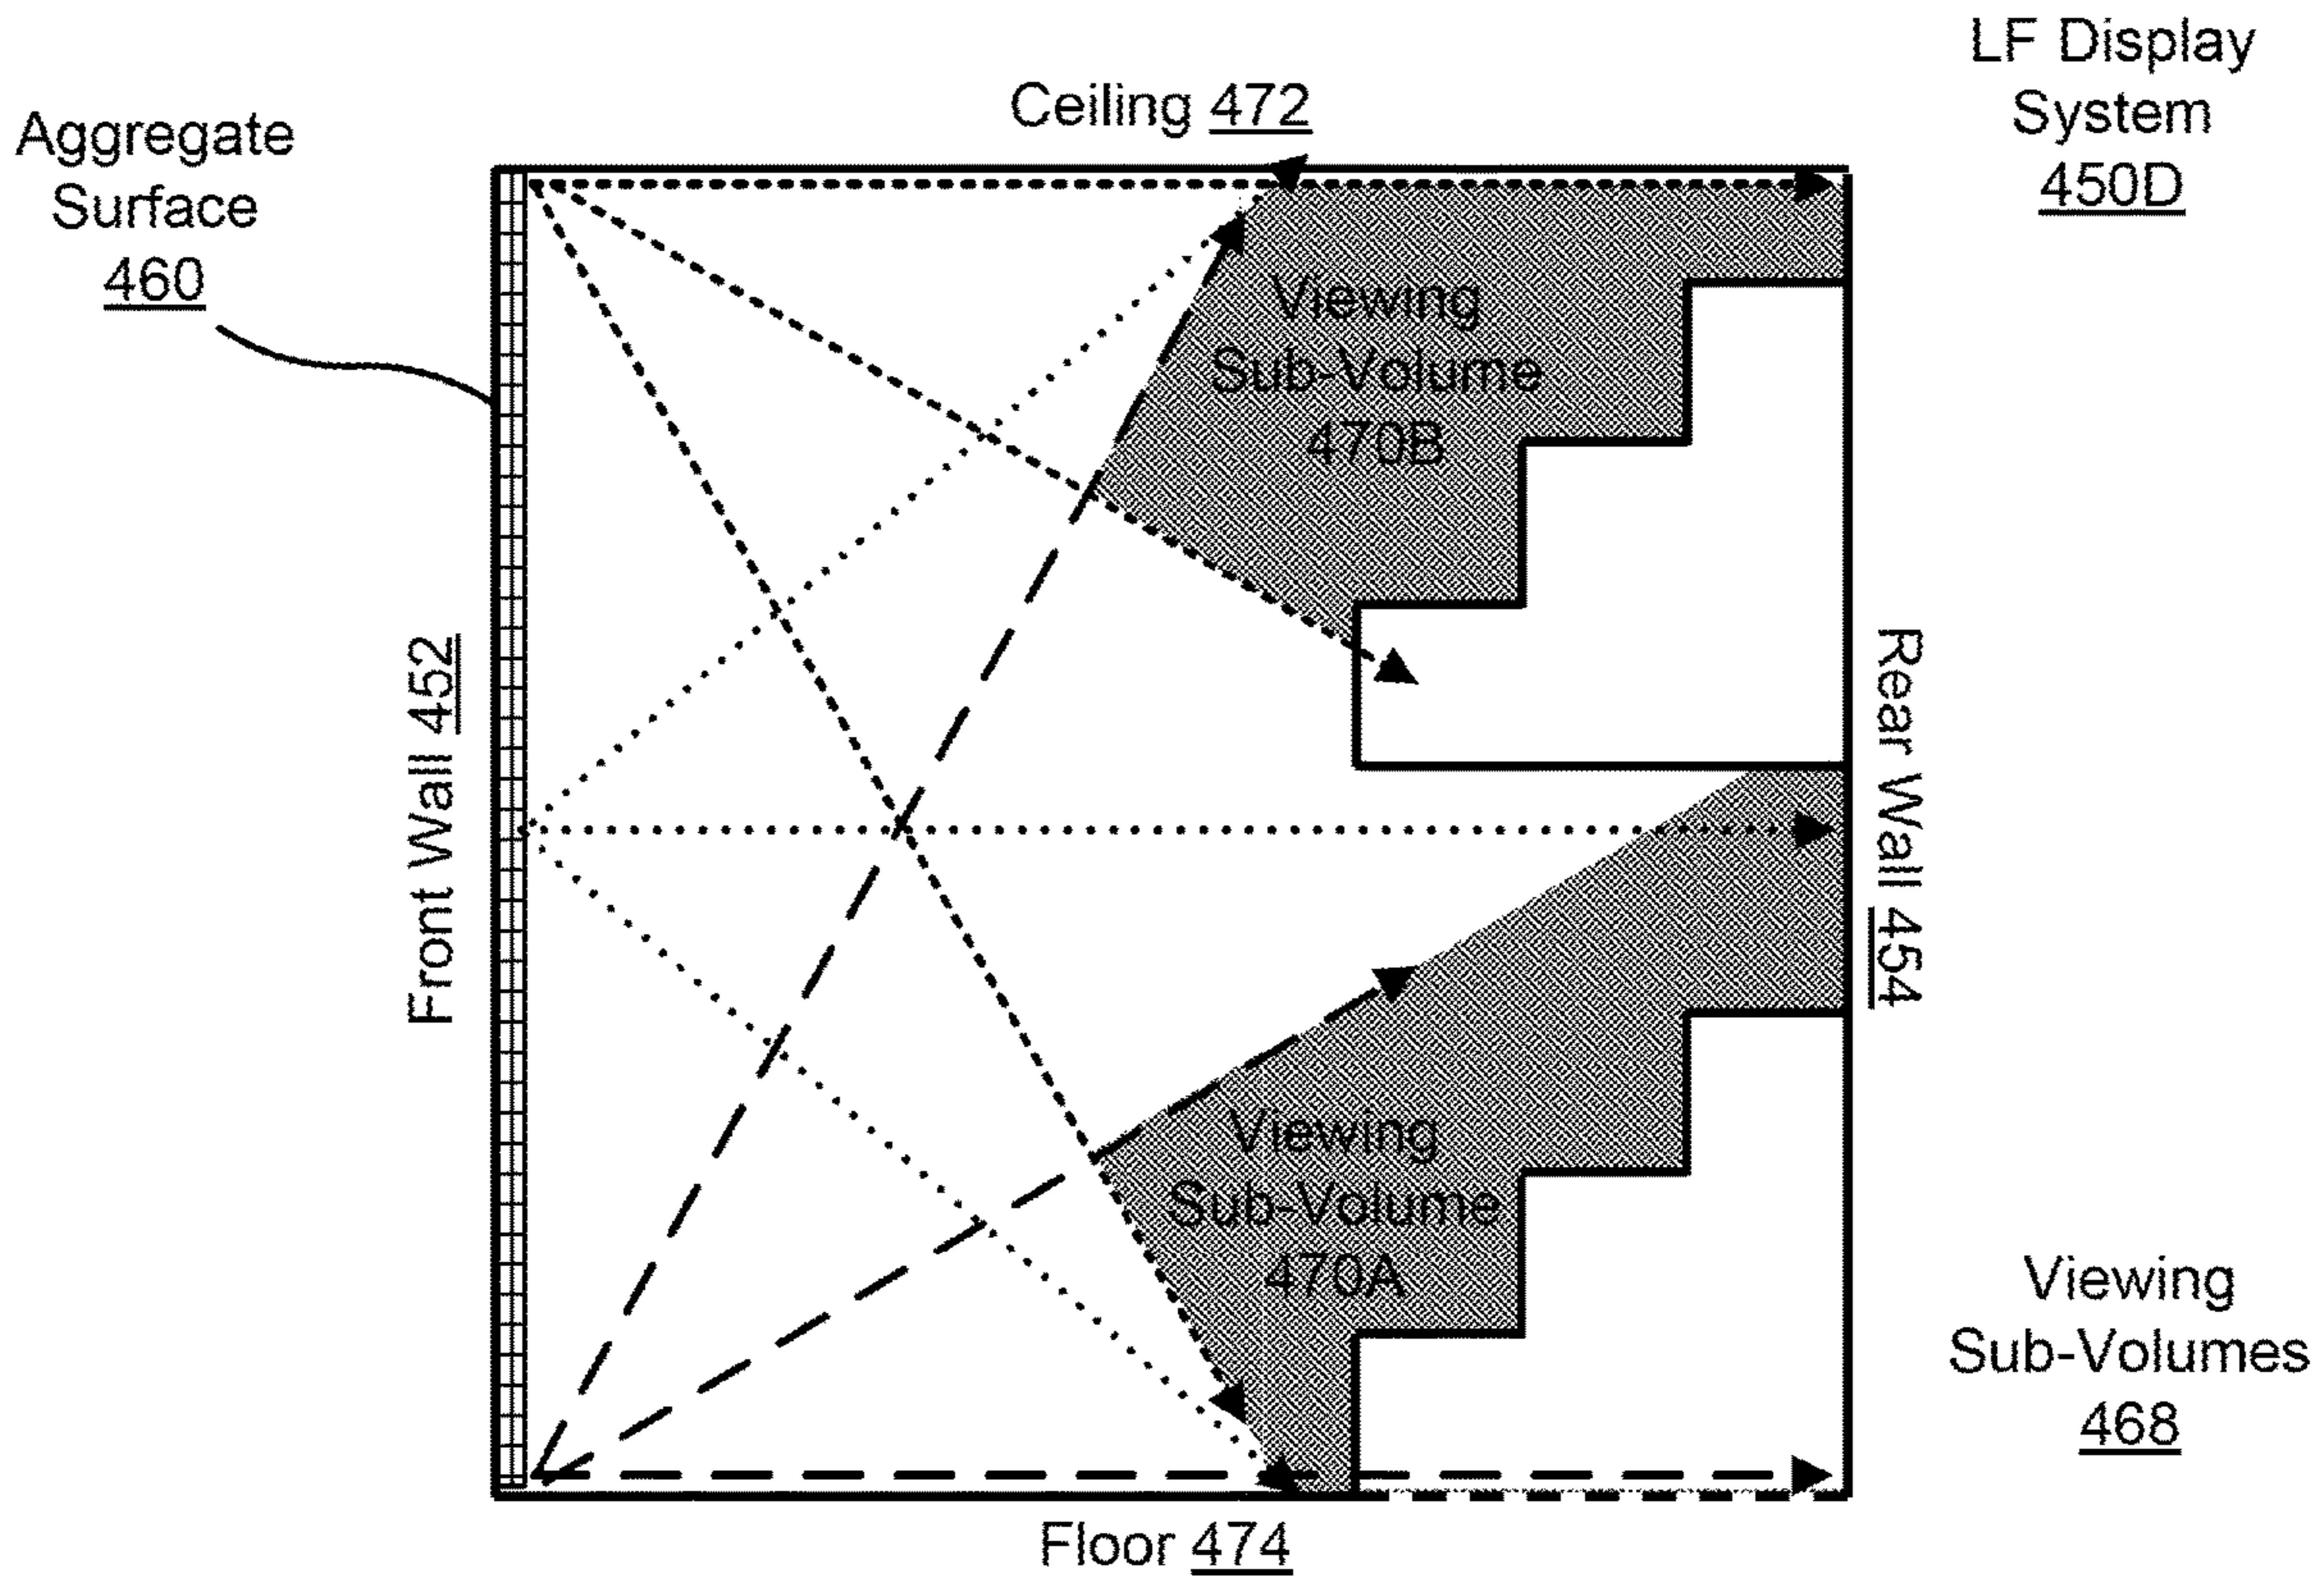 LF Display
System
450D
Ceiling 472
Aggregate
Surface
460
Viewing
Sub-Volume
470B
Front Wall 452
Rear Wall 454
Viewing
Sub-Volume
470A
Viewing
Sub-Volumes
468
Floor 474